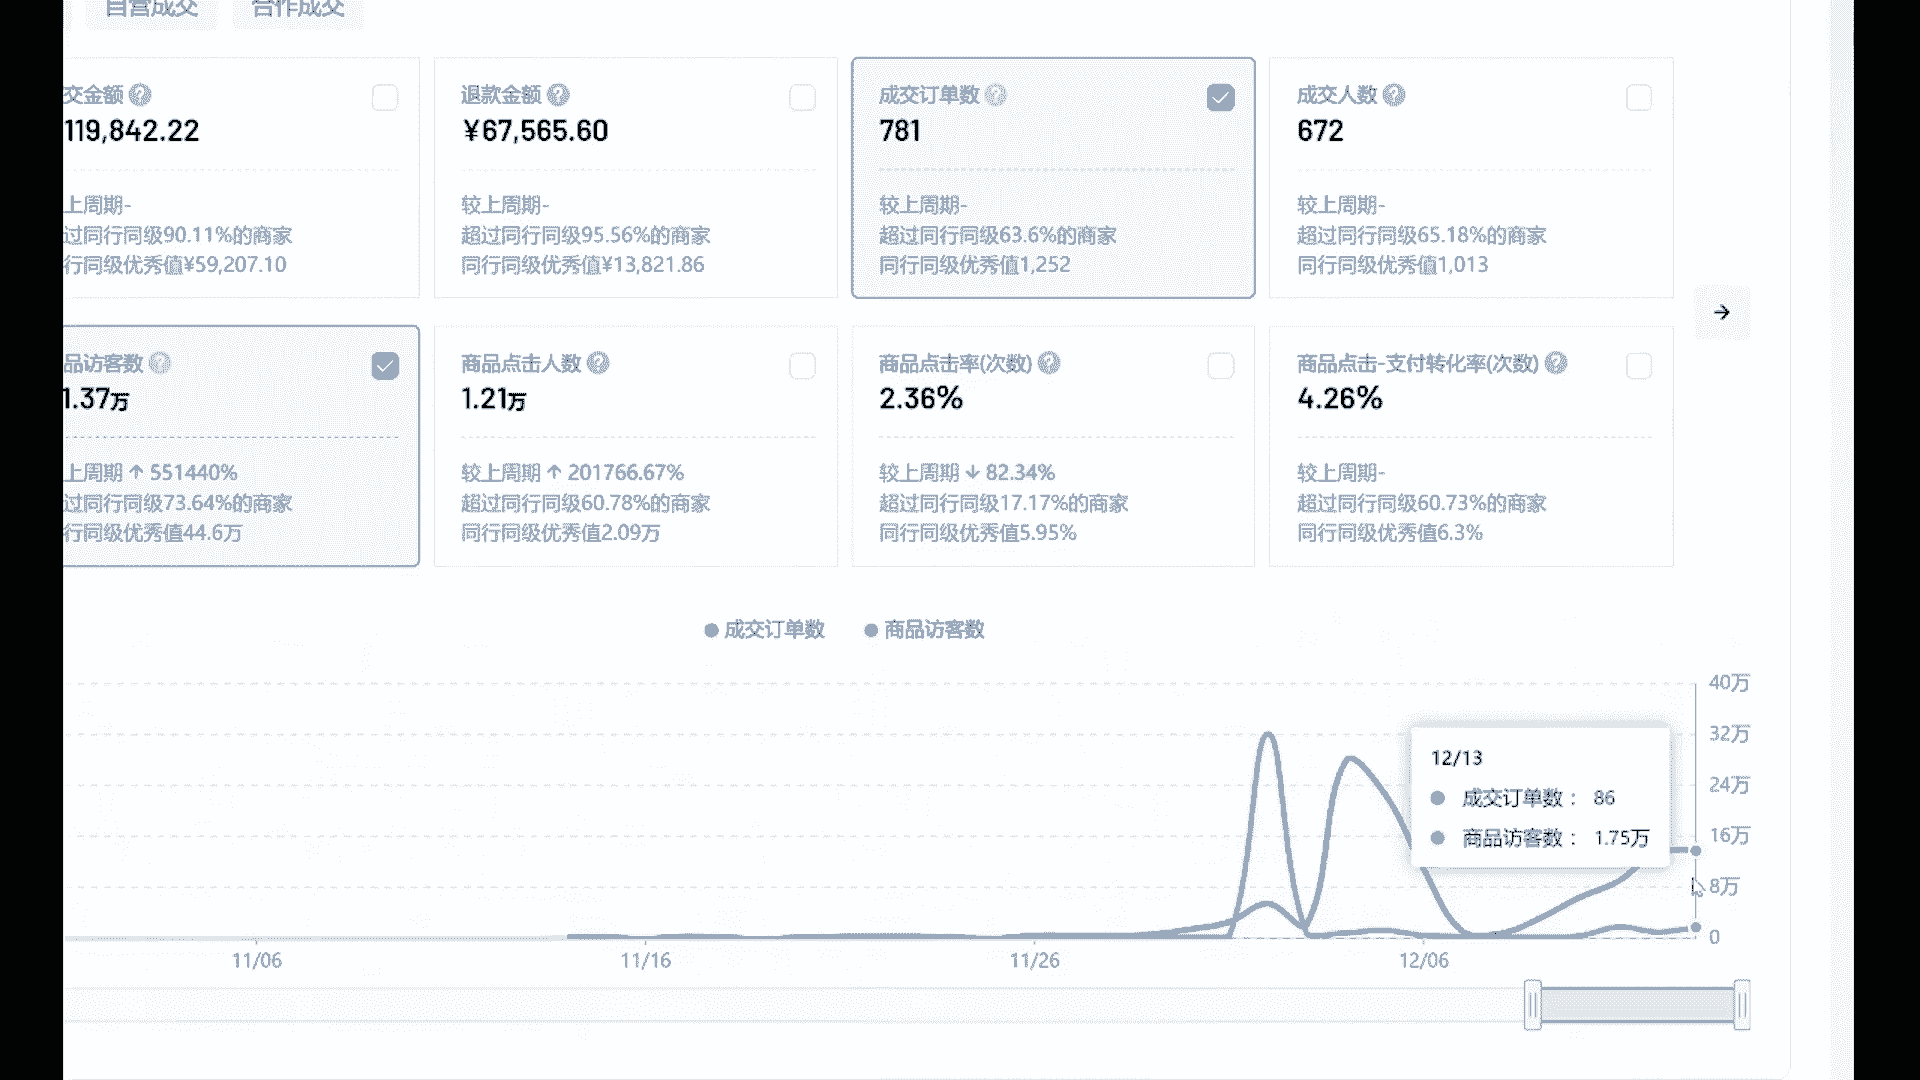 自营成交 合作成交
交金额
119,842.22
上周期-
过同行同级90.11%的商家
行同级优秀值¥59,207.10
退款金额
¥67,565.60
较上周期-
超过同行同级95.56%的商家
同行同级优秀值¥13,821.86
成交订单数
781
较上周期-
超过同行同级63.6%的商家
同行同级优秀值1,252
成交人数
672
较上周期-
超过同行同级65.18%的商家
同行同级优秀值1,013
品访客数
1.37万
上周期 ↑ 551440%
过同行同级73.64%的商家
行同级优秀值44.6万
商品点击人数
1.21万
较上周期 ↑ 201766.67%
超过同行同级60.78%的商家
同行同级优秀值2.09万
商品点击率(次数)
2.36%
较上周期 ↓ 82.34%
超过同行同级17.17%的商家
同行同级优秀值5.95%
商品点击-支付转化率(次数)
4.26%
较上周期-
超过同行同级60.73%的商家
同行同级优秀值6.3%
成交订单数 商品访客数
40万
32万
24万
16万
8万
0
12/13
成交订单数： 86
商品访客数： 1.75万
11/06 11/16 11/26 12/06